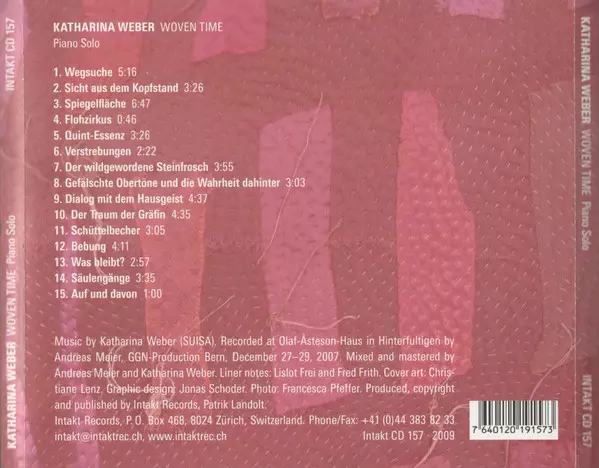 KATHARINA WEBER WOVEN TIME
Piano Solo
1. Wegsuche 5:16
2. Sicht aus dem Kopfstand 3:26
3. Spiegelfläche 6:47
4. Flohzirkus 0:46
5. Quint-Essenz 3:26
6. Verstrebungen 2:22
7. Der wildgewordene Steinfrosch 3:55
8. Gefälschte Obertöne und die Wahrheit dahinter 3:03
9. Dialog mit dem Hausgeist 4:37
10. Der Traum der Gräfin 4:35
11. Schüttelbecher 3:05
12. Bebung 4:11
13. Was bleibt? 2:57
14. Säulengänge 3:35
15. Auf und davon 1:00
Music by Katharina Weber (SUISA). Recorded at Olaf-Åsteson-Haus in Hinterfultigen by
Andreas Meier, GGN-Production Bern, December 27–29, 2007. Mixed and mastered by
Andreas Meier and Katharina Weber. Liner notes: Lislot Frei and Fred Frith. Cover art: Chris-
tiane Lenz. Graphic design: Jonas Schoder. Photo: Francesca Pfeffer. Produced, copyright
and published by Intakt Records, Patrik Landolt.
Intakt Records, P.O. Box 468, 8024 Zürich, Switzerland. Phone/Fax: +41 (0)44 383 82 33
intakt@intaktrec.ch, www.intaktrec.ch Intakt CD 157 · 2009
7 640120 191573
INTAKT CD 157
KATHARINA WEBER WOVEN TIME Piano Solo
KATHARINA WEBER WOVEN TIME Piano Solo
INTAKT CD 157